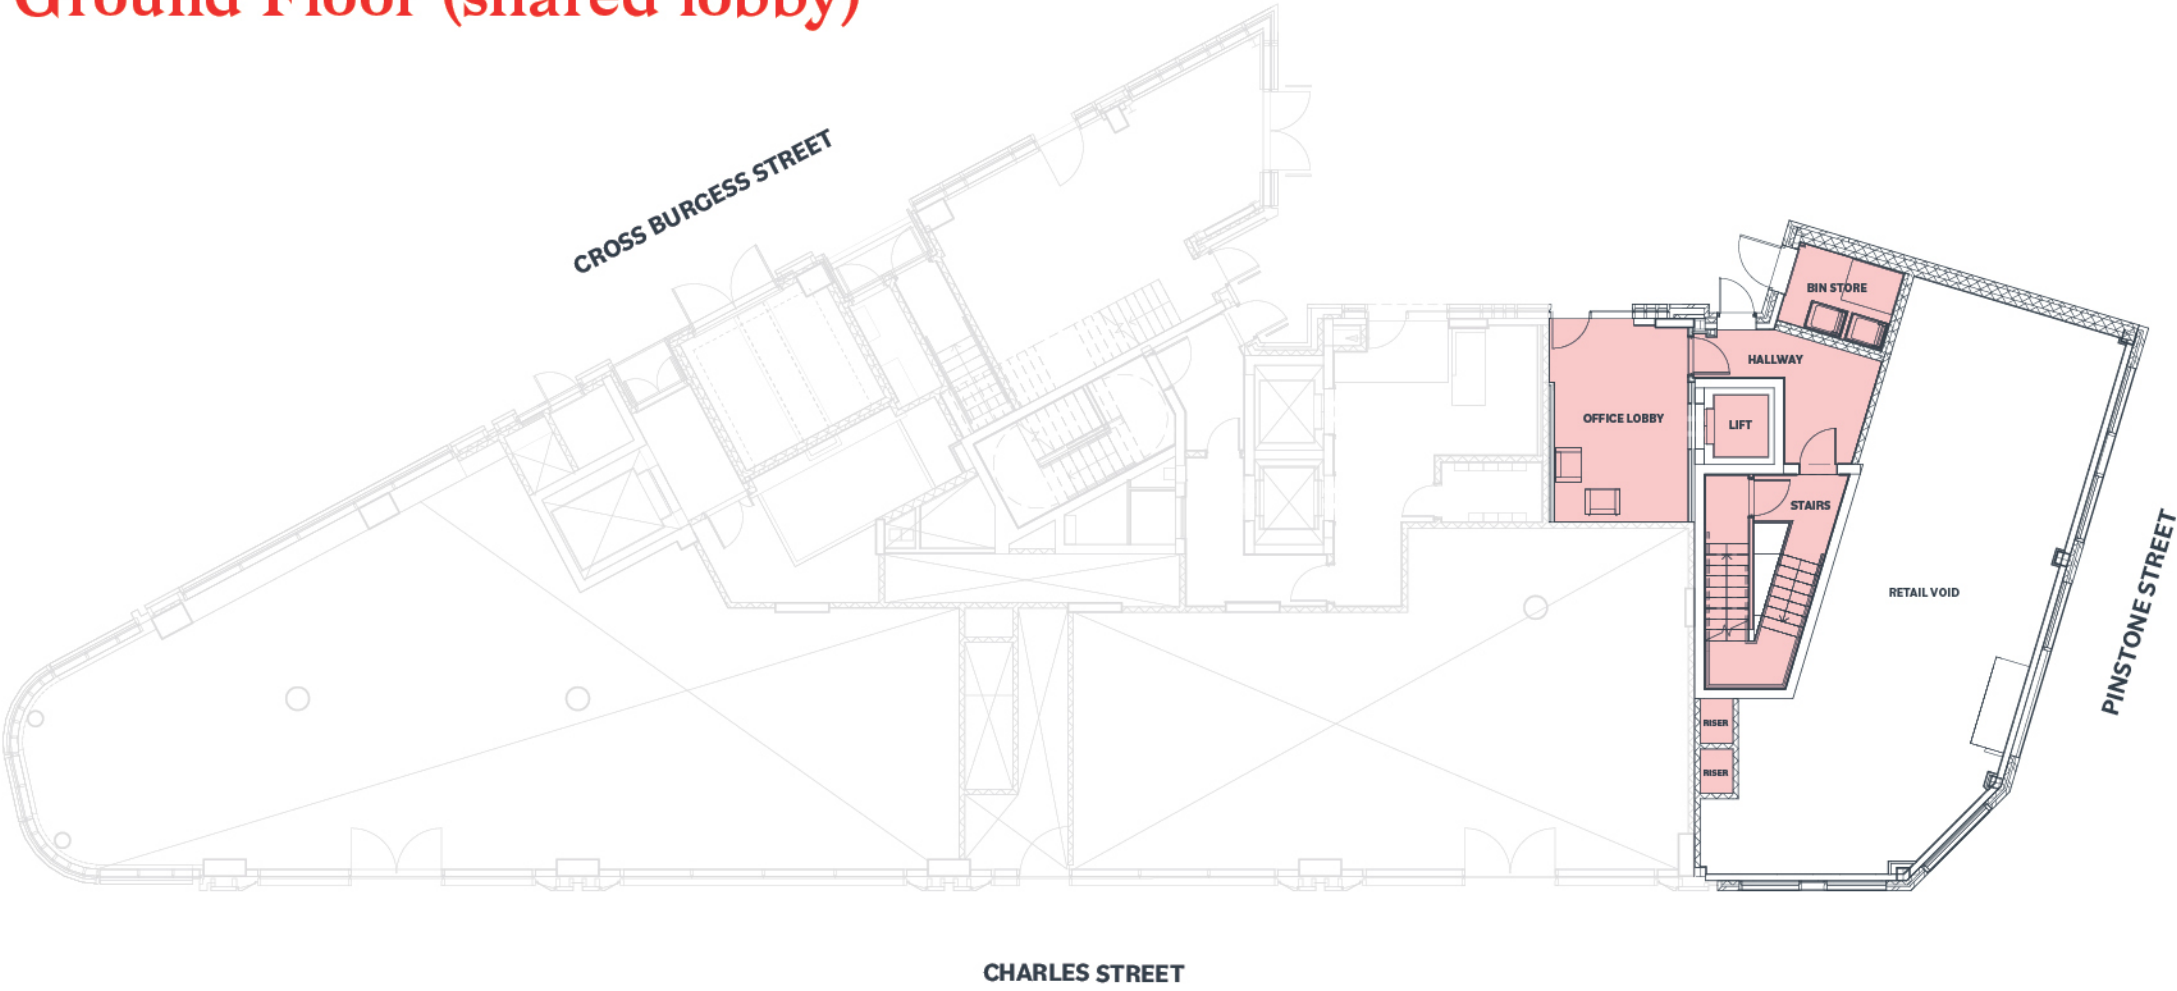 Ground Floor (shared lobby)
CROSS BURGESS STREET
BIN STORE
HALLWAY
OFFICE LOBBY
LIFT
STAIRS
RETAIL VOID
PINSTONE STREET
RISER
RISER
CHARLES STREET